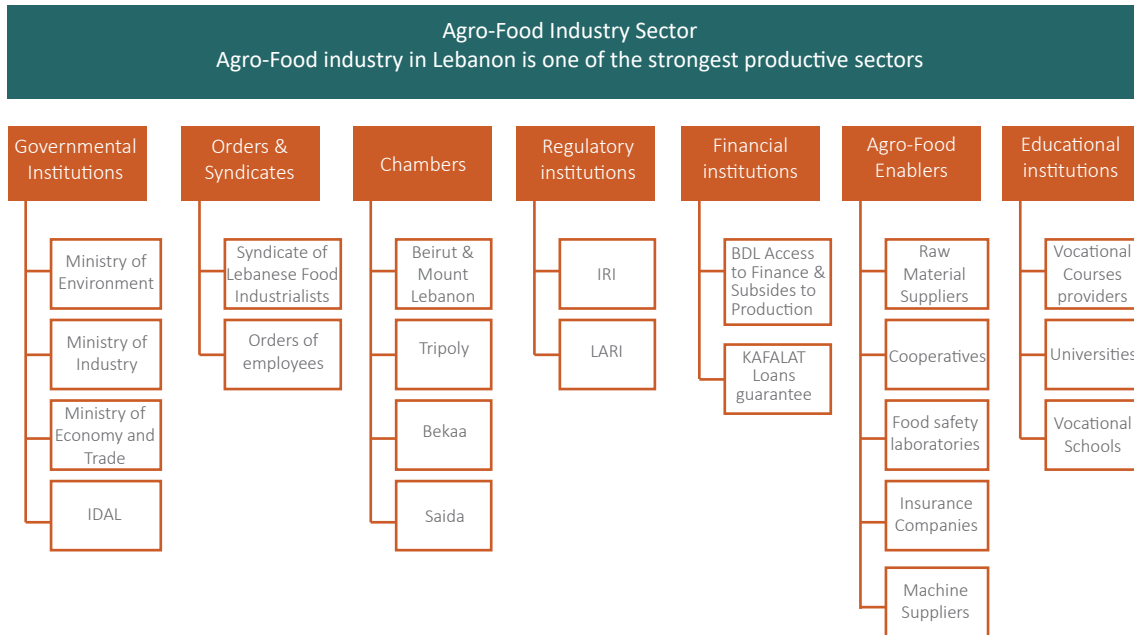 Agro-Food Industry Sector
Agro-Food industry in Lebanon is one of the strongest productive sectors
Governmental
Institutions
Ministry of
Environment
Ministry of
Industry
Ministry of
Economy and
Trade
IDAL
Orders &
Syndicates
Syndicate of
Lebanese Food
Industrialists
Orders of
employees
Chambers
Beirut &
Mount
Lebanon
Tripoly
Bekaa
Saida
Regulatory
institutions
IRI
LARI
Financial
institutions
BDL Access
to Finance &
Subsides to
Production
KAFALAT
Loans
guarantee
Agro-Food
Enablers
Raw
Material
Suppliers
Cooperatives
Food safety
laboratories
Insurance
Companies
Machine
Suppliers
Educational
institutions
Vocational
Courses
providers
Universities
Vocational
Schools